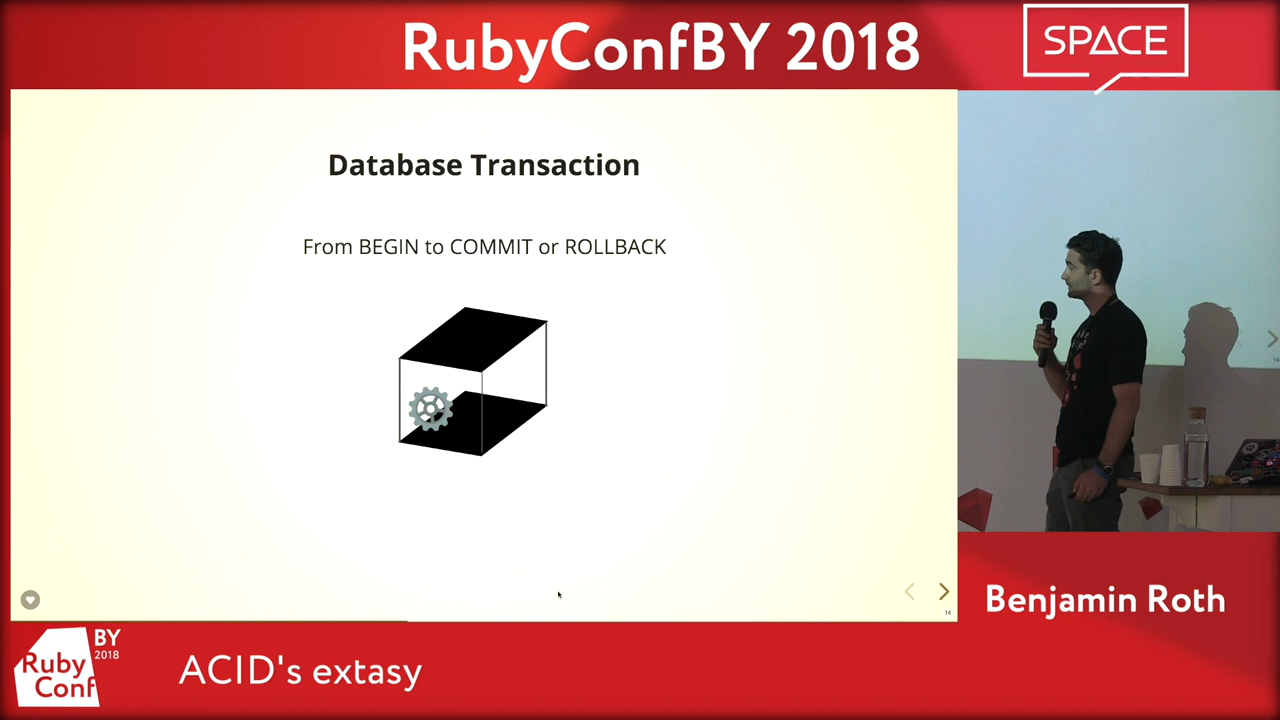 RubyConfBY 2018
SPACE
Database Transaction
From BEGIN to COMMIT or ROLLBACK
14
Benjamin Roth
Ruby
Conf
BY
2018
ACID's extasy